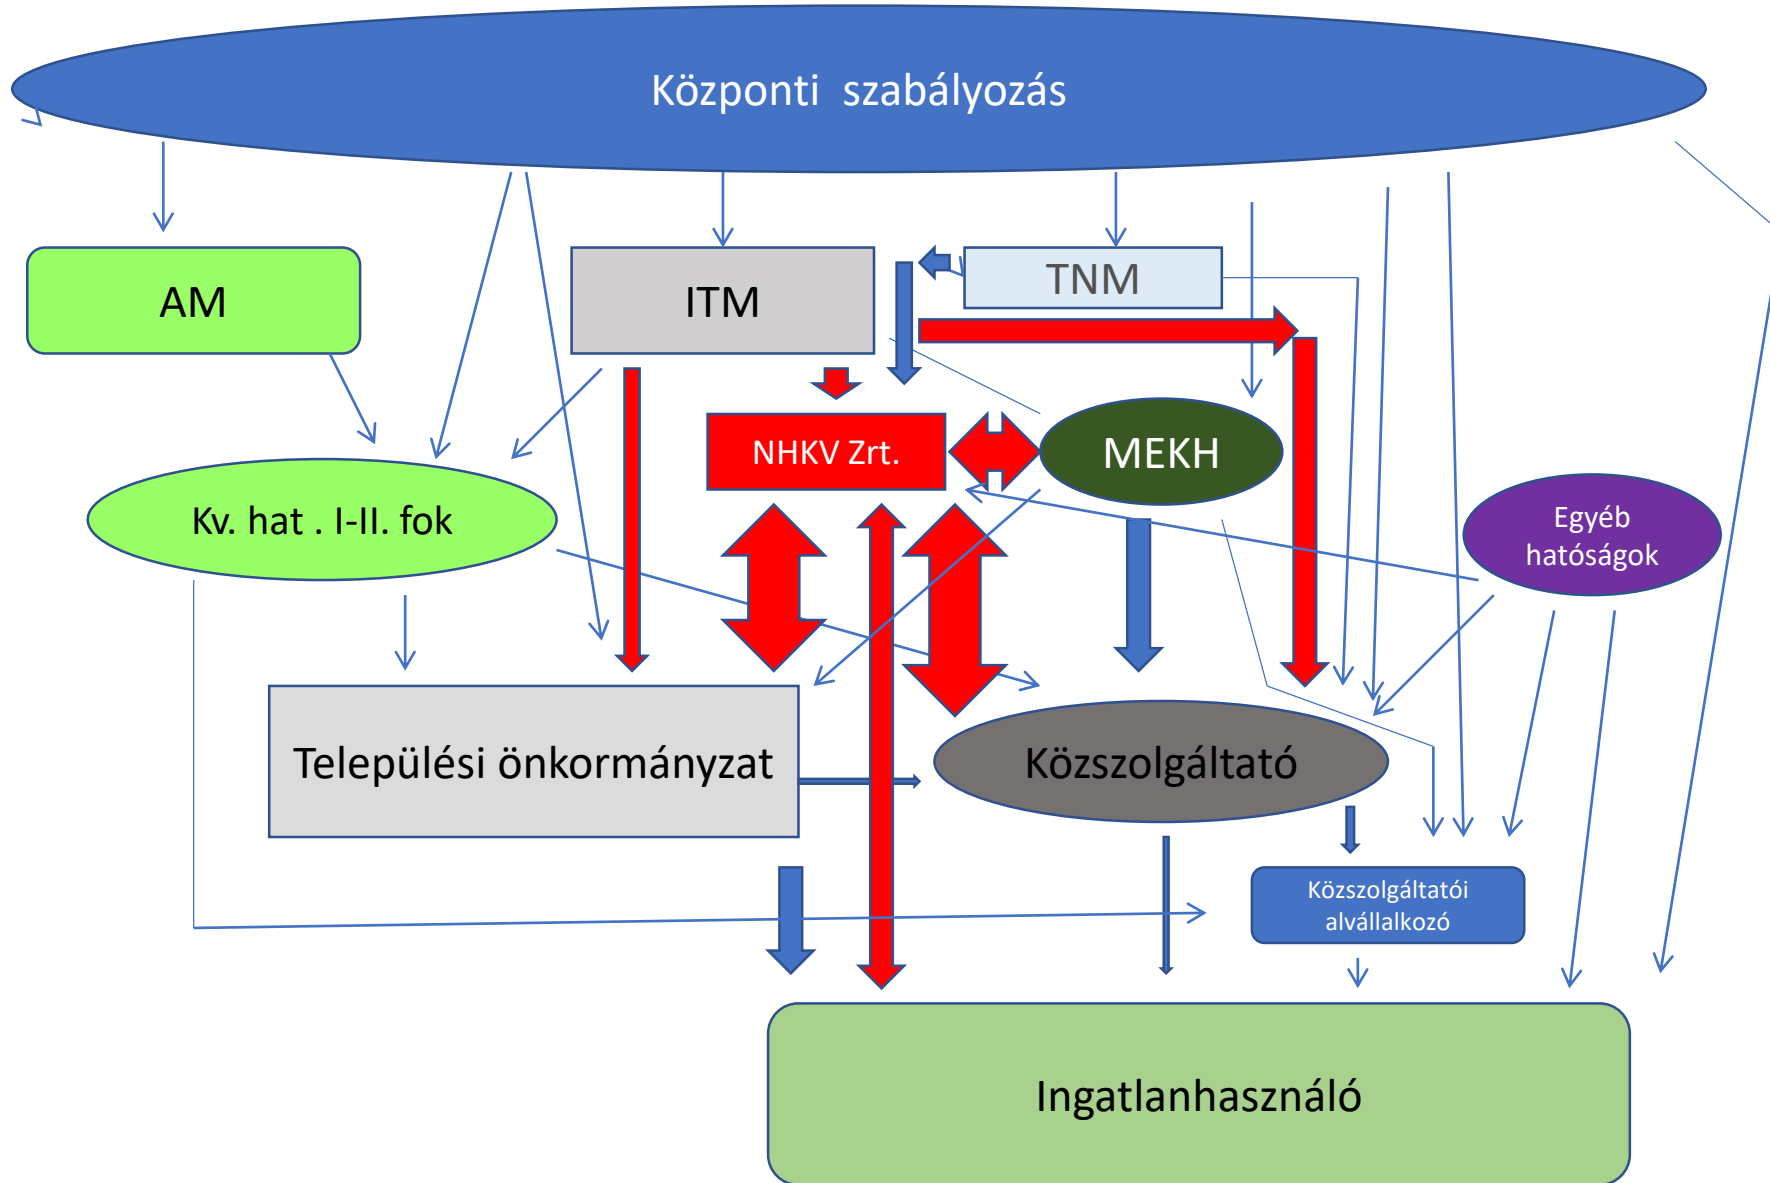 Központi  szabályozás
AM
ITM
TNM
NHKV Zrt.
MEKH
Kv. hat . I-II. fok
Egyéb
hatóságok
Települési önkormányzat
Közszolgáltató
Közszolgáltatói
alvállalkozó
Ingatlanhasználó